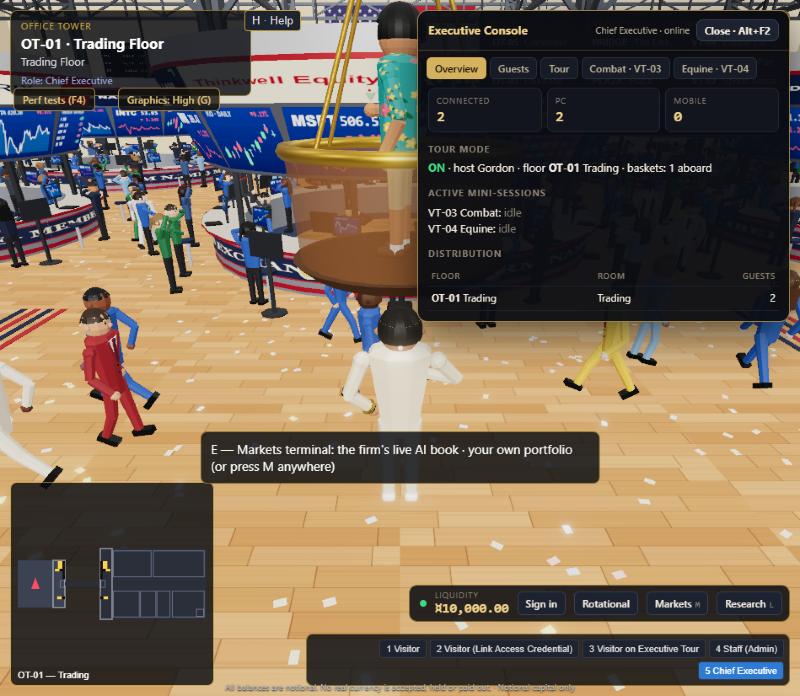 OFFICE TOWER
OT-01 · Trading Floor
Trading Floor
Role: Chief Executive
Perf tests (F4)
Graphics: High (G)
H · Help
Thinkwell Equity
INTC
KO · DAILY
MSFT 506.5
MEMBE
EXCHAN
Executive Console
Chief Executive · online
Close · Alt+F2
Overview
Guests
Tour
Combat · VT-03
Equine · VT-04
CONNECTED
2
PC
2
MOBILE
0
TOUR MODE
ON · host Gordon · floor OT-01 Trading · baskets: 1 aboard
ACTIVE MINI-SESSIONS
VT-03 Combat: idle
VT-04 Equine: idle
DISTRIBUTION
FLOOR ROOM GUESTS
OT-01 Trading Trading 2
E — Markets terminal: the firm's live AI book · your own portfolio
(or press M anywhere)
OT-01 — Trading
LIQUIDITY
¤10,000.00
Sign in
Rotational
Markets M
Research L
1 Visitor
2 Visitor (Link Access Credential)
3 Visitor on Executive Tour
4 Staff (Admin)
5 Chief Executive
All balances are notional. No real currency is accepted, held or paid out. · Notional capital only